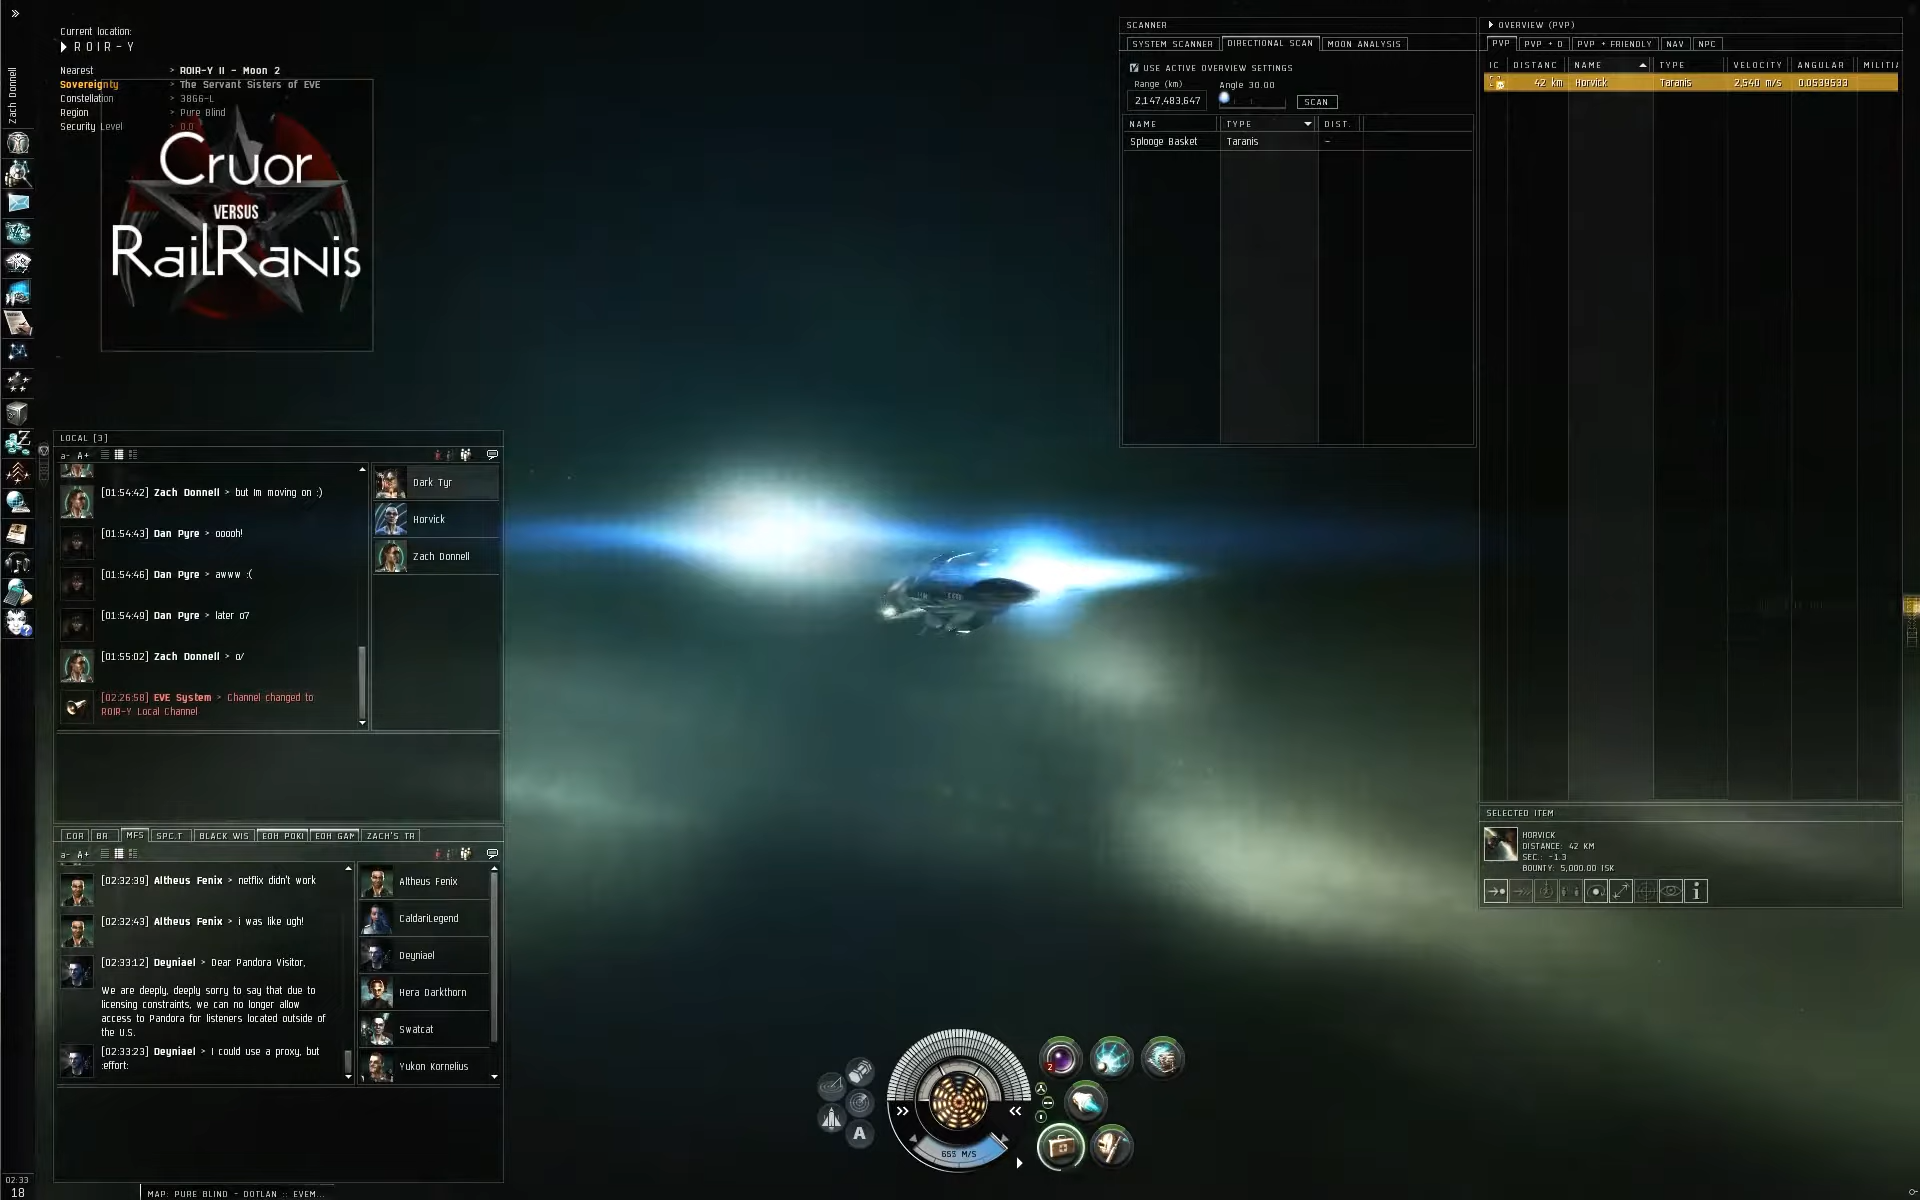 Current location:
ROIR-Y
Nearest > ROIR-Y II - Moon 2
Sovereignty > The Servant Sisters of EVE
Constellation > 38GG-L
Region > Pure Blind
Security Level > 0.0
Zach Donnell
Cruor
VERSUS
RailRanis
SCANNER
SYSTEM SCANNER DIRECTIONAL SCAN MOON ANALYSIS
USE ACTIVE OVERVIEW SETTINGS
Range (km) Angle 30.00
2,147,483,647 SCAN
NAME TYPE DIST.
Splooge Basket Taranis -
OVERVIEW (PVP)
PVP PVP + D PVP + FRIENDLY NAV NPC
IC DISTANC NAME TYPE VELOCITY ANGULAR MILITIA
42 km Horvick Taranis 2,540 m/s 0.0539533
LOCAL [3]
a- A+
[01:54:42] Zach Donnell > but Im moving on :)
[01:54:43] Dan Pyre > ooooh!
[01:54:46] Dan Pyre > awww :(
[01:54:49] Dan Pyre > later o7
[01:55:02] Zach Donnell > o/
[02:26:58] EVE System > Channel changed to
ROIR-Y Local Channel
Dark Tyr
Horvick
Zach Donnell
COR BR MFS SPC.T BLACK WIS EOH POKI EOH GAM ZACH'S TR
a- A+
[02:32:39] Altheus Fenix > netflix didn't work
[02:32:43] Altheus Fenix > i was like ugh!
[02:33:12] Deyniael > Dear Pandora Visitor,
We are deeply, deeply sorry to say that due to
licensing constraints, we can no longer allow
access to Pandora for listeners located outside of
the U.S.
[02:33:23] Deyniael > I could use a proxy, but
:effort:
Altheus Fenix
CaldariLegend
Deyniael
Hera Darkthorn
Swatcat
Yukon Kornelius
SELECTED ITEM
HORVICK
DISTANCE: 42 KM
SEC.: -1.3
BOUNTY: 5,000.00 ISK
2
A
653 M/S
02:33
18
MAP: PURE BLIND - DOTLAN :: EVEM...